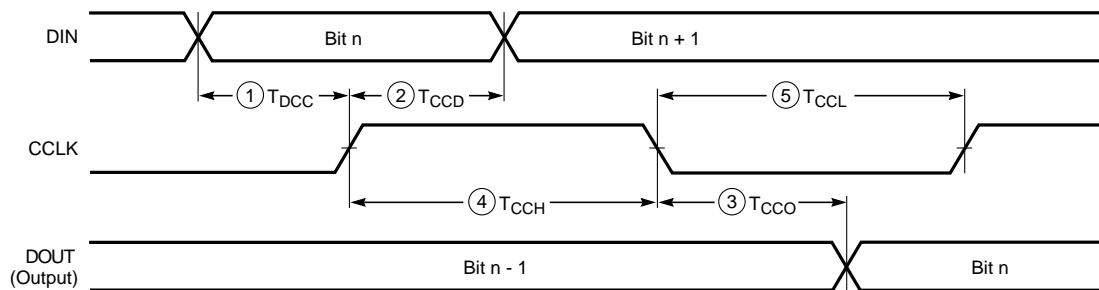 DIN
Bit n
Bit n + 1
1 TDCC
2 TCCD
5 TCCL
CCLK
4 TCCH
3 TCCO
DOUT
(Output)
Bit n - 1
Bit n